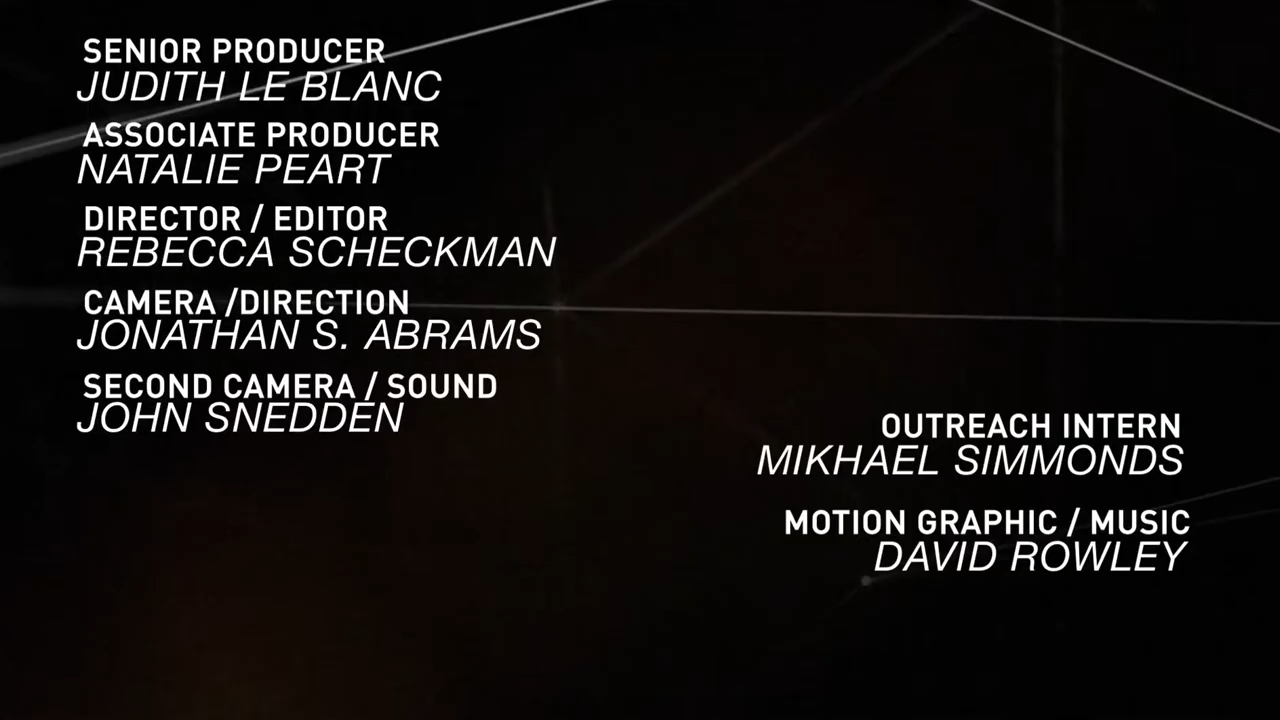 SENIOR PRODUCER
JUDITH LE BLANC
ASSOCIATE PRODUCER
NATALIE PEART
DIRECTOR / EDITOR
REBECCA SCHECKMAN
CAMERA /DIRECTION
JONATHAN S. ABRAMS
SECOND CAMERA / SOUND
JOHN SNEDDEN
OUTREACH INTERN
MIKHAEL SIMMONDS
MOTION GRAPHIC / MUSIC
DAVID ROWLEY